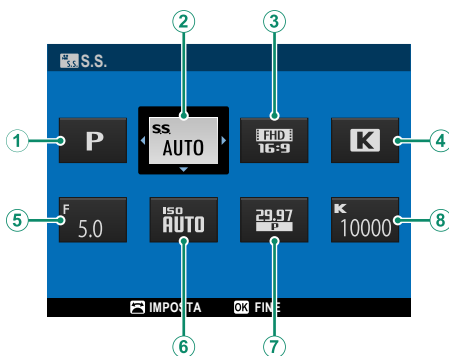 ② ③
S.S. S.S.
① P S.S. AUTO FHD 16:9 K ④
⑤ F 5.0 ISO AUTO 29.97 P K 10000 ⑧
IMPOSTA OK FINE
⑥ ⑦